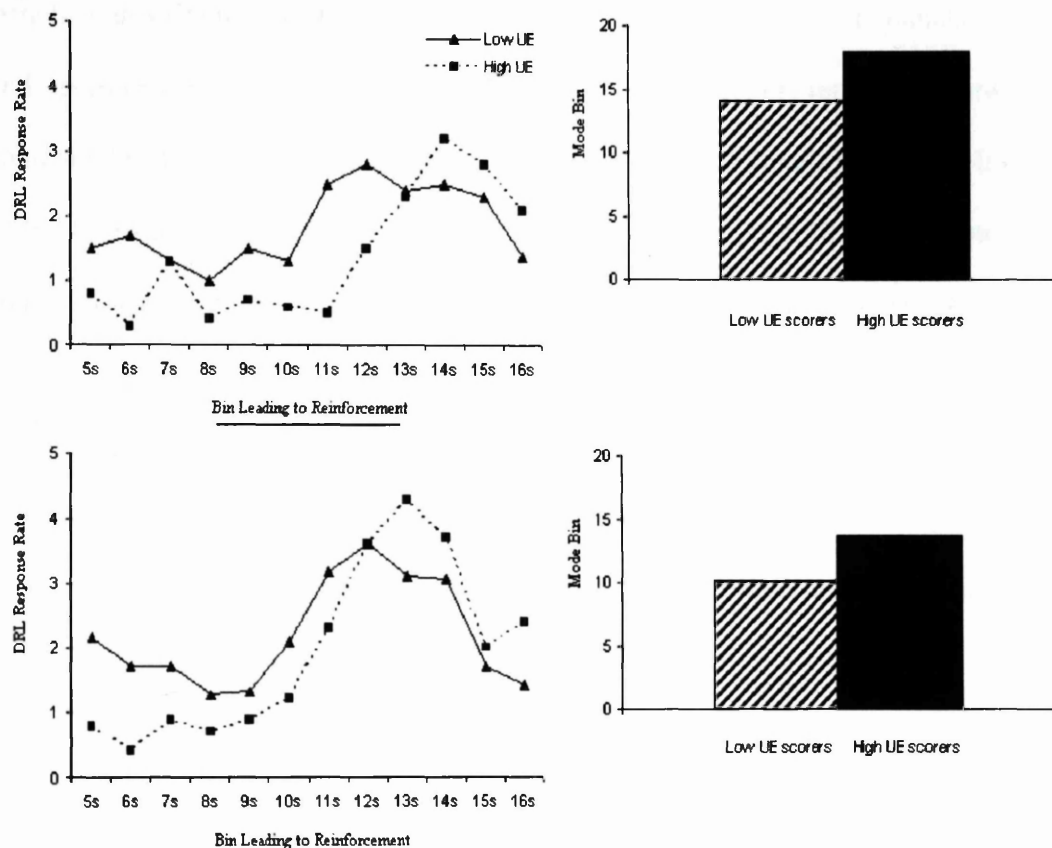 5
4
3
2
1
0
DRL Response Rate
Low UE
High UE
5s 6s 7s 8s 9s 10s 11s 12s 13s 14s 15s 16s
Bin Leading to Reinforcement
20
15
10
5
0
Mode Bin
Low UE scorers High UE scorers
5
4
3
2
1
0
DRL Response Rate
5s 6s 7s 8s 9s 10s 11s 12s 13s 14s 15s 16s
Bin Leading to Reinforcement
20
15
10
5
0
Mode Bin
Low UE scorers High UE scorers